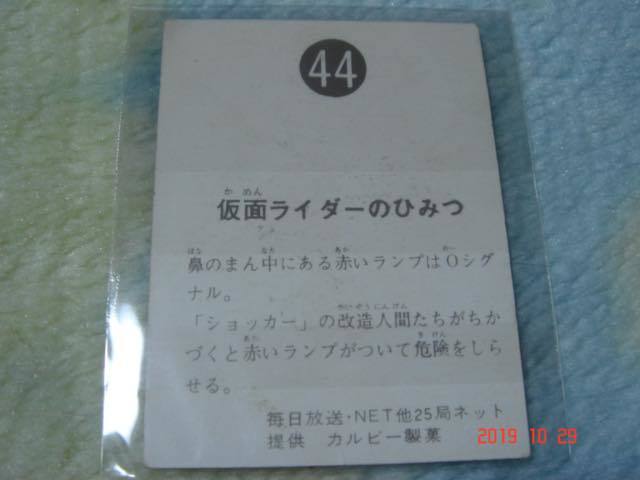 44
仮面ライダーのひみつ
鼻のまん中にある赤いランプはOシグ
ナル。
「ショッカー」の改造人間たちがちか
づくと赤いランプがついて危険をしら
せる。
毎日放送・NET他25局ネット
提供 カルビー製菓
2019 10 29